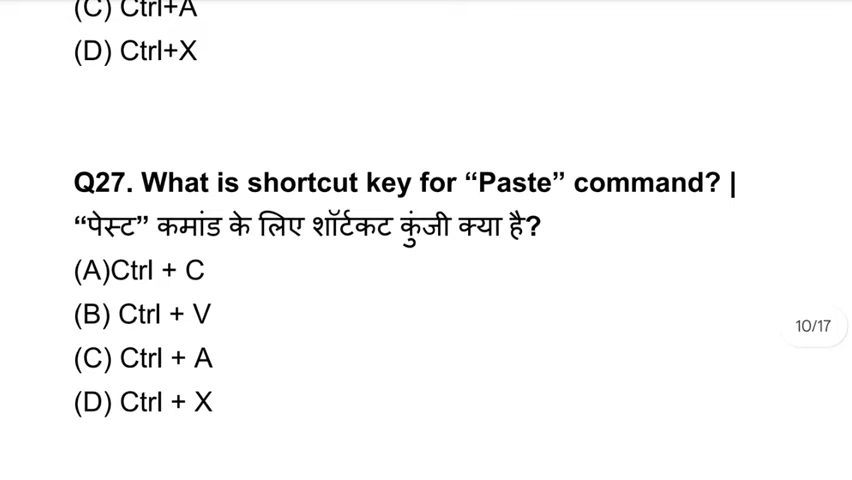 (C) Ctrl+A
(D) Ctrl+X
Q27. What is shortcut key for “Paste” command? |
“पेस्ट” कमांड के लिए शॉर्टकट कुंजी क्या है?
(A)Ctrl + C
(B) Ctrl + V
10/17
(C) Ctrl + A
(D) Ctrl + X